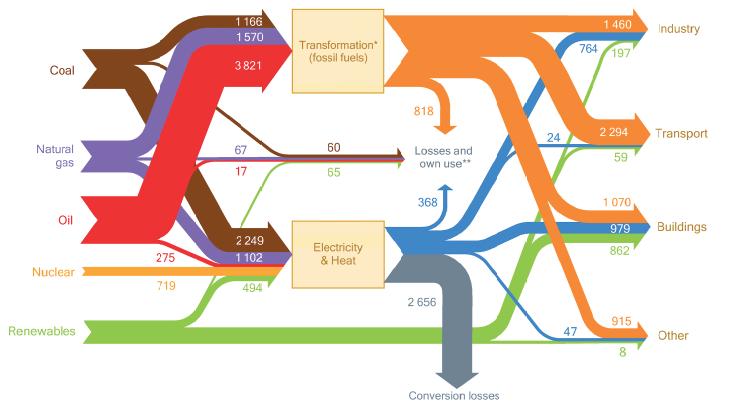 1 166
1 570
3 821
Transformation*
(fossil fuels)
1 460
764
197
Industry
Coal
818
Natural
gas
67
17
60
65
Losses and
own use**
24
2 294
59
Transport
Oil
368
2 249
1 102
275
Electricity
& Heat
1 070
979
862
Buildings
Nuclear
719
494
2 656
Renewables
47
915
8
Other
Conversion losses